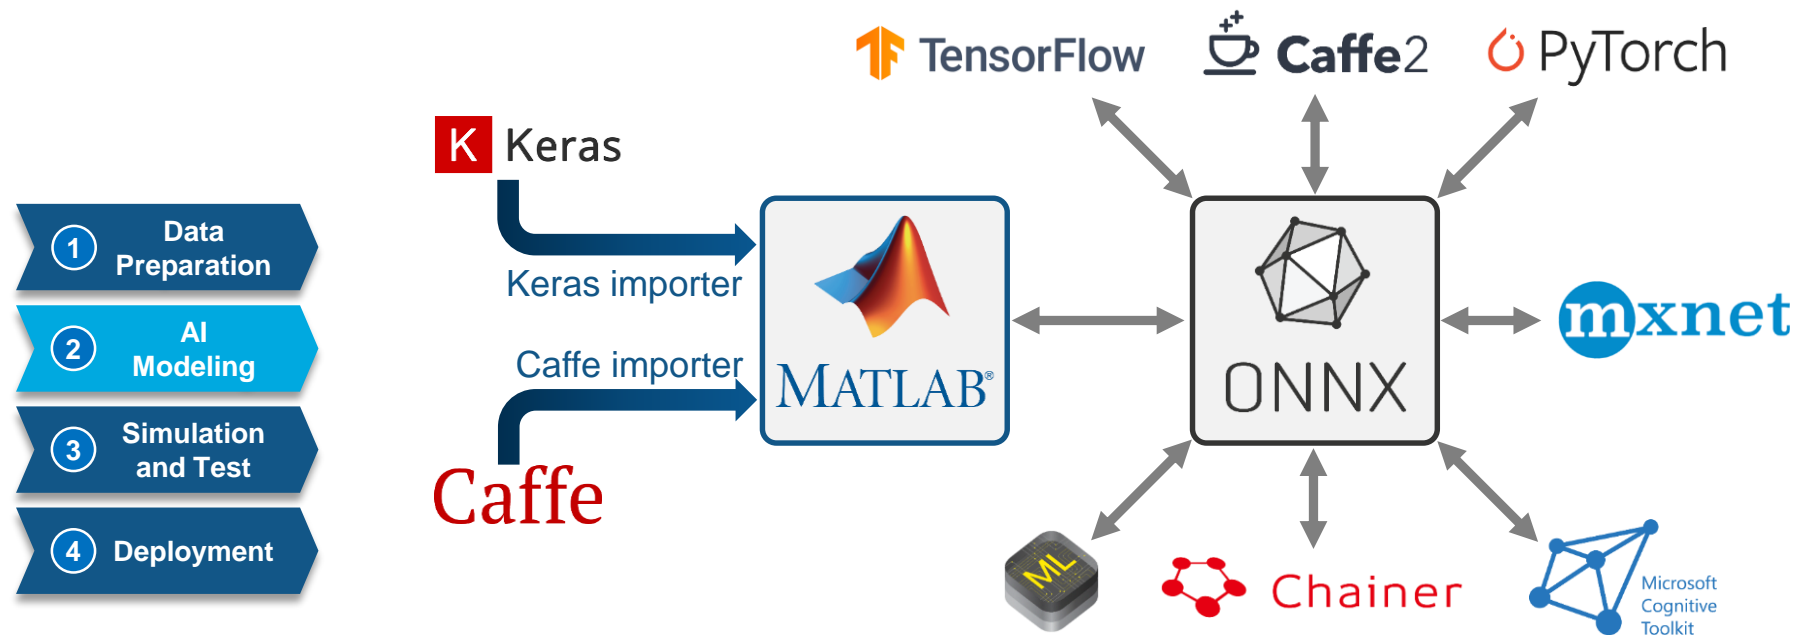 TensorFlow
Caffe2
PyTorch
K Keras
1
Data
Preparation
Keras importer
2
AI
Modeling
Caffe importer
MATLAB®
ONNX
mxnet
3
Simulation
and Test
Caffe
4
Deployment
ML
Chainer
Microsoft
Cognitive
Toolkit